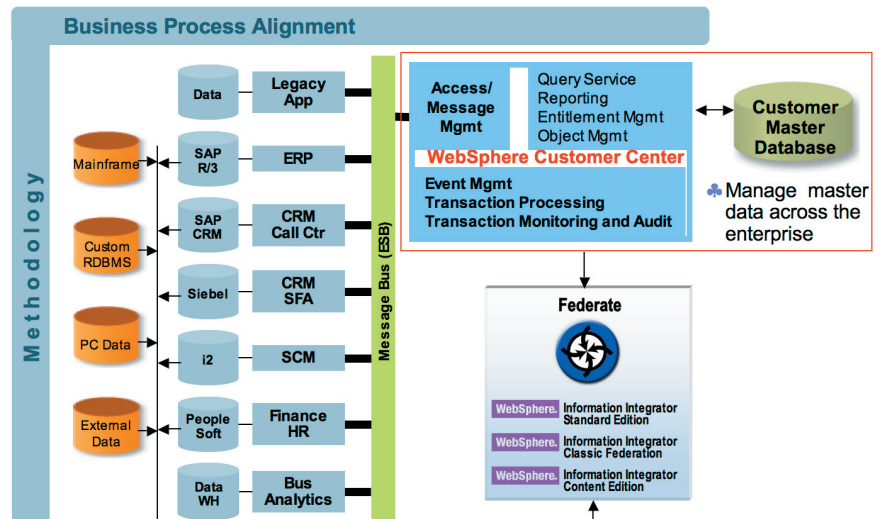 Business Process Alignment
Methodology
Mainframe
Custom
RDBMS
PC Data
External
Data
Data
SAP
R/3
SAP
CRM
Siebel
i2
People
Soft
Data
WH
Legacy
App
ERP
CRM
Call Ctr
CRM
SFA
SCM
Finance
HR
Bus
Analytics
Message Bus (ESB)
Access/
Message
Mgmt
Query Service
Reporting
Entitlement Mgmt
Object Mgmt
WebSphere Customer Center
Event Mgmt
Transaction Processing
Transaction Monitoring and Audit
Customer
Master
Database
Manage master
data across the
enterprise
Federate
WebSphere. Information Integrator
Standard Edition
WebSphere. Information Integrator
Classic Federation
WebSphere. Information Integrator
Content Edition